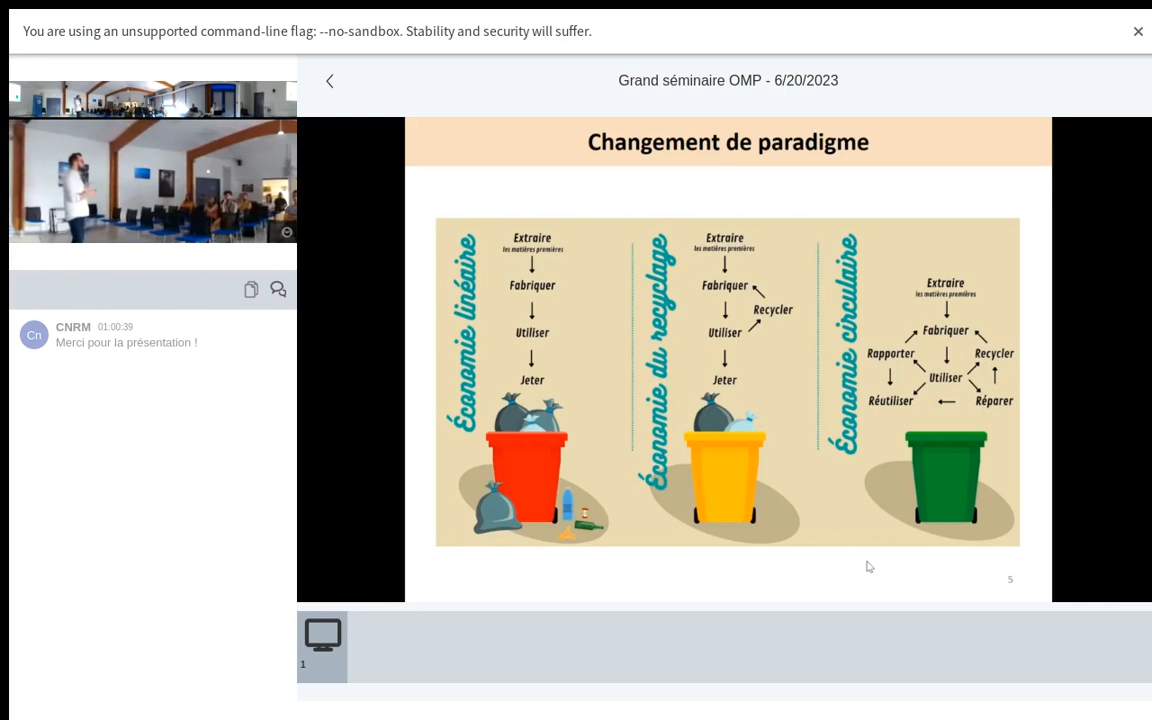 You are using an unsupported command-line flag: --no-sandbox. Stability and security will suffer.
Grand séminaire OMP - 6/20/2023
Cn
CNRM 01:00:39
Merci pour la présentation !
Changement de paradigme
Économie linéaire
Extraire
les matières premières
Fabriquer
Utiliser
Jeter
Économie du recyclage
Extraire
les matières premières
Fabriquer
Recycler
Utiliser
Jeter
Économie circulaire
Extraire
les matières premières
Fabriquer
Rapporter
Recycler
Utiliser
Réutiliser
Réparer
5
1